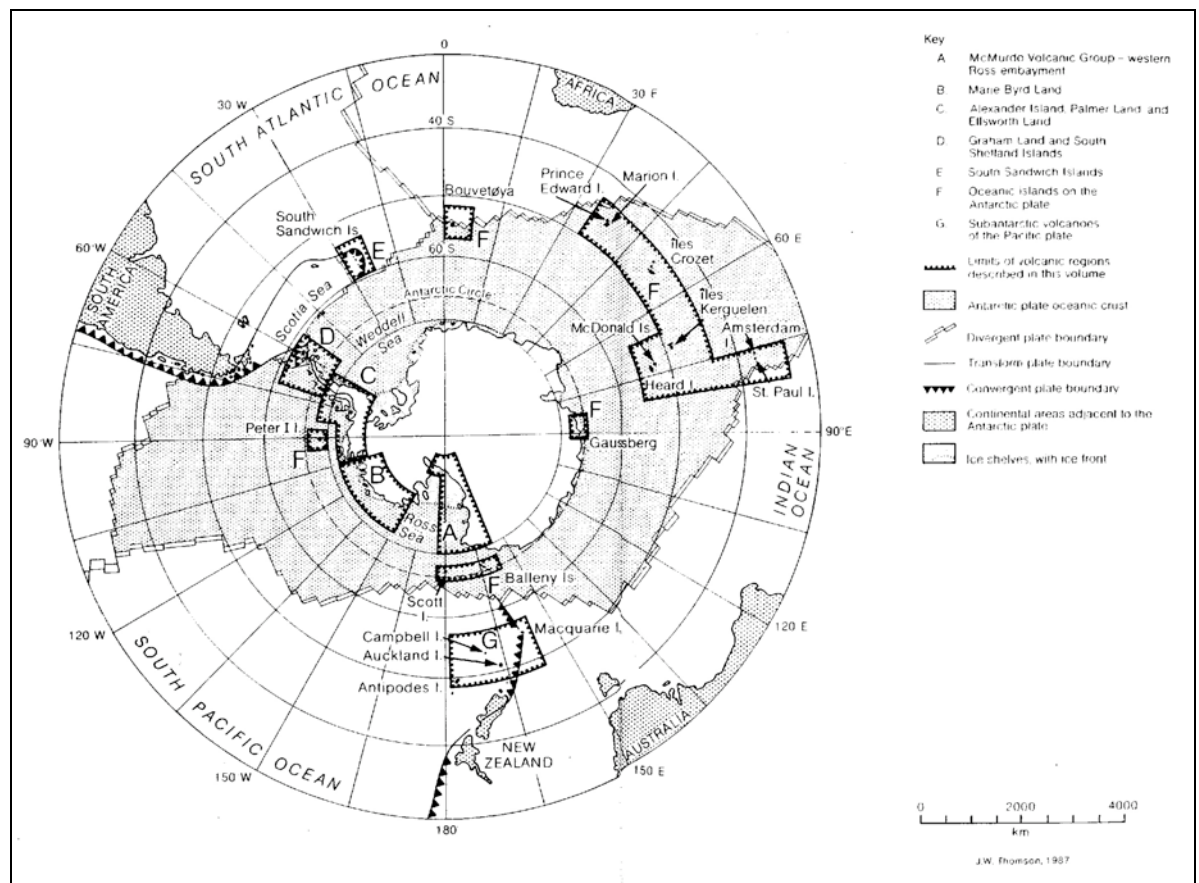 0
30 W
SOUTH ATLANTIC OCEAN
AFRICA
30 E
40 S
60 W
SOUTH
AMERICA
South
Sandwich Is
E
Bouvetøya
F
Prince
Edward I.
Marion I.
60 E
60 S
Îles
Crozet
F
Îles
Kerguelen
McDonald Is
Amsterdam
I.
Heard I.
St. Paul I.
Scotia Sea
Antarctic Circle
Weddell
Sea
D
C
Peter I I.
F
90 W
F
Gaussberg
90°E
INDIAN
OCEAN
B
Ross
Sea
A
Scott
I.
F
Balleny Is
120 W
Campbell I.
G
Macquarie I.
Auckland I.
Antipodes I.
120 E
SOUTH PACIFIC OCEAN
NEW
ZEALAND
AUSTRALIA
150 W
180
150 E
Key
A McMurdo Volcanic Group – western
Ross embayment
B Marie Byrd Land
C. Alexander Island, Palmer Land and
Ellsworth Land
D. Graham Land and South
Shetland Islands
E South Sandwich Islands
F Oceanic islands on the
Antarctic plate
G. Subantarctic volcanoes
of the Pacific plate
Limits of volcanic regions
described in this volume
Antarctic plate oceanic crust
Divergent plate boundary
Transform plate boundary
Convergent plate boundary
Continental areas adjacent to the
Antarctic plate
Ice shelves, with ice front
0 2000 4000
km
J.W. Thomson, 1987